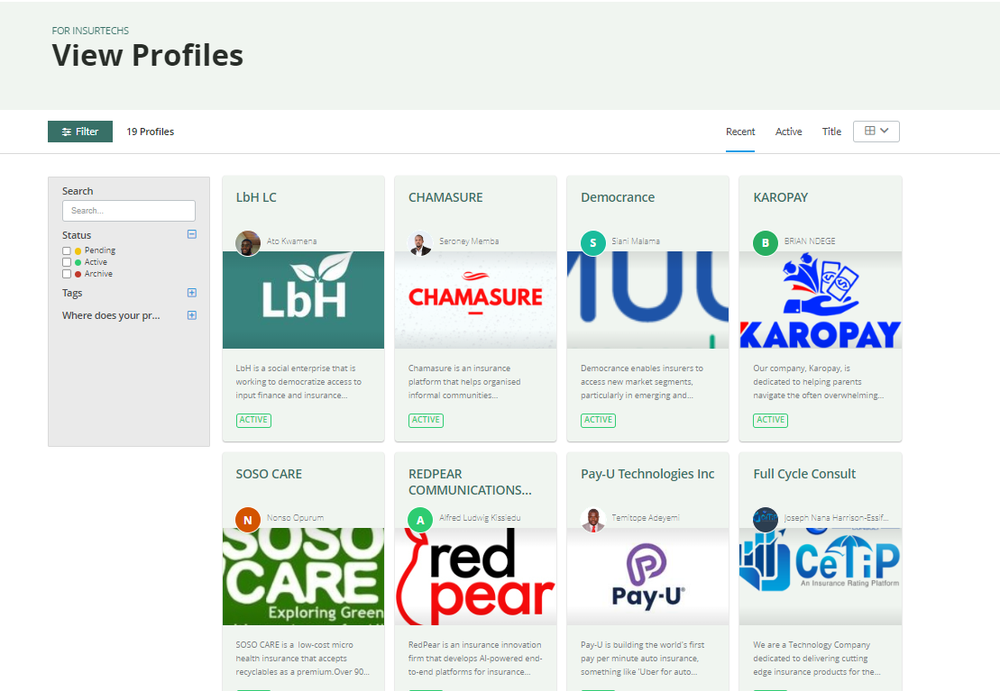 FOR INSURTECHS
View Profiles
Filter
19 Profiles
Recent
Active
Title
Search
Search...
Status
Pending
Active
Archive
Tags
Where does your pr...
LbH LC
Ato Kwamena
LbH
LbH is a social enterprise that is
working to democratize access to
input finance and insurance...
ACTIVE
CHAMASURE
Seroney Memba
CHAMASURE
Chamasure is an insurance
platform that helps organised
informal communities...
ACTIVE
Democrance
S
Siani Malama
Democrance enables insurers to
access new market segments,
particularly in emerging and...
ACTIVE
KAROPAY
B
BRIAN NDEGE
KAROPAY
Our company, Karopay, is
dedicated to helping parents
navigate the often overwhelming...
ACTIVE
SOSO CARE
N
Nonso Opurum
SOSO
CARE
Exploring Green
SOSO CARE is a low-cost micro
health insurance that accepts
recyclables as a premium.Over 90...
REDPEAR
COMMUNICATIONS...
A
Alfred Ludwig Kissiedu
red
pear
RedPear is an insurance innovation
firm that develops AI-powered end-
to-end platforms for insurance...
Pay-U Technologies Inc
Temitope Adeyemi
Pay-U
Pay-U is building the world's first
pay per minute auto insurance,
something like 'Uber for auto...
Full Cycle Consult
Joseph Nana Harrison-Essif...
CeTiP
An Insurance Rating Platform
We are a Technology Company
dedicated to delivering cutting
edge insurance products for the...